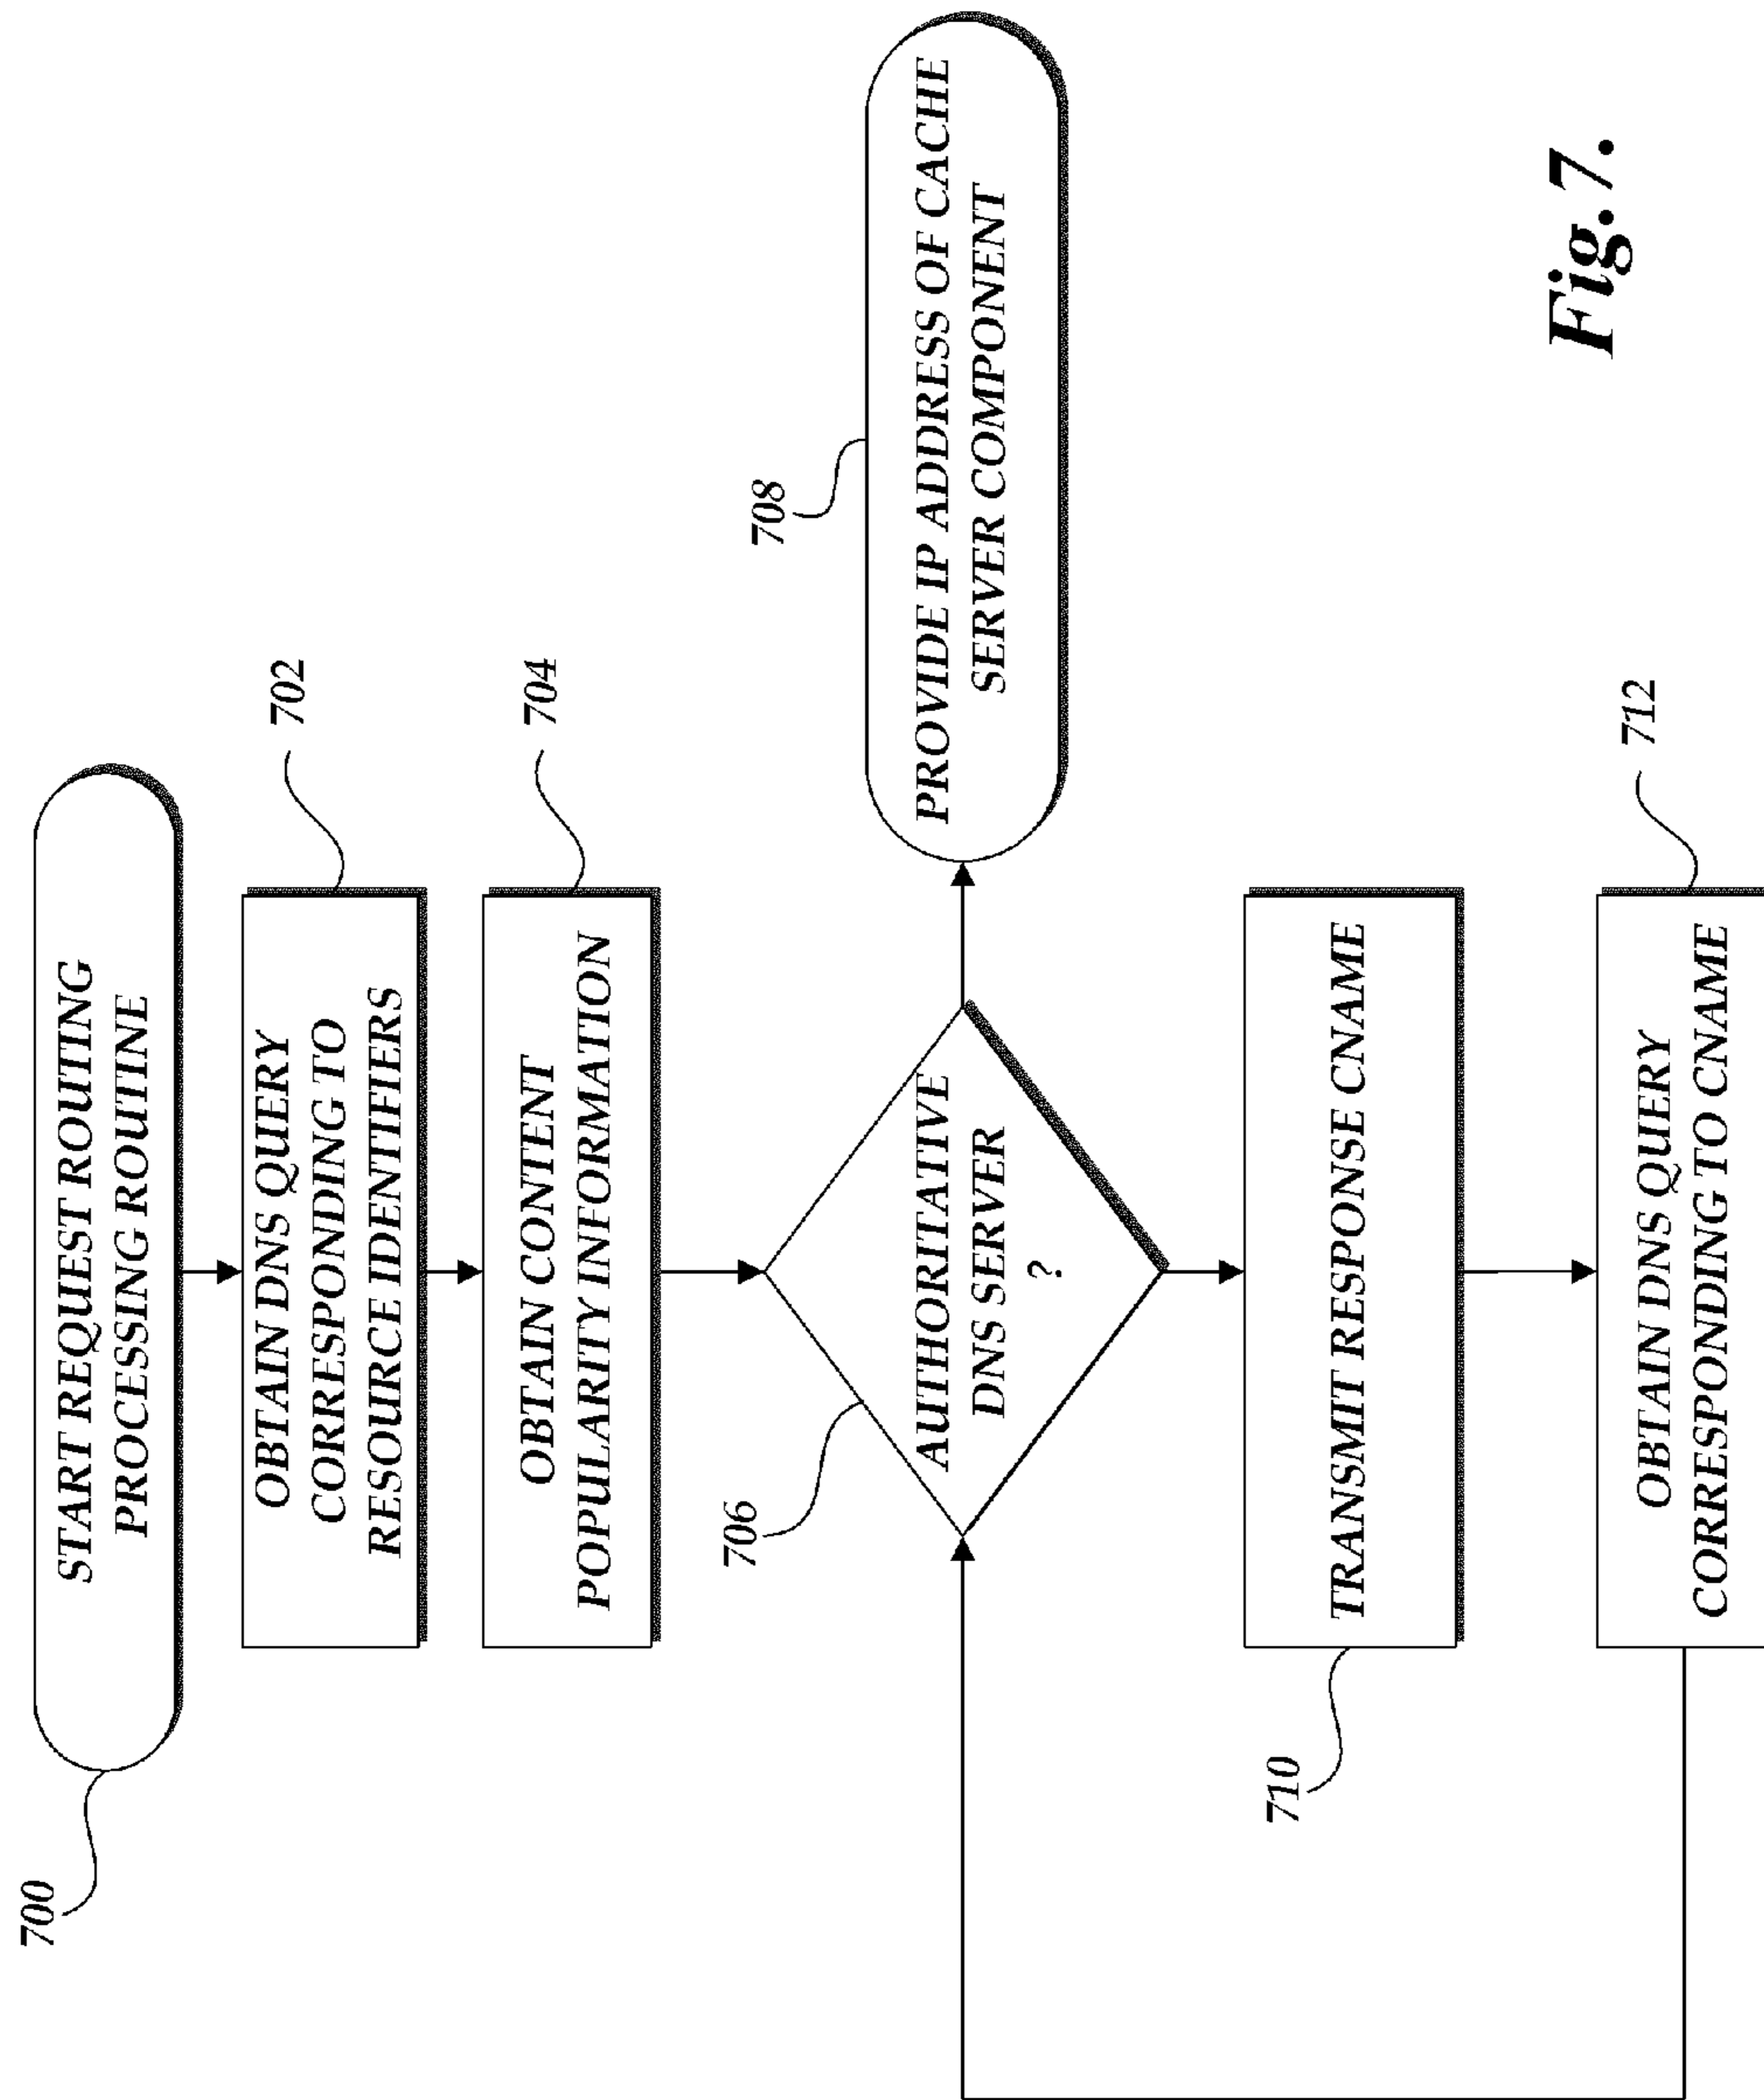 700
START REQUEST ROUTING
PROCESSING ROUTINE
702
OBTAIN DNS QUERY
CORRESPONDING TO
RESOURCE IDENTIFIERS
704
OBTAIN CONTENT
POPULARITY INFORMATION
706
AUTHORITATIVE
DNS SERVER
?
708
PROVIDE IP ADDRESS OF CACHE
SERVER COMPONENT
710
TRANSMIT RESPONSE CNAME
712
OBTAIN DNS QUERY
CORRESPONDING TO CNAME
Fig.7.